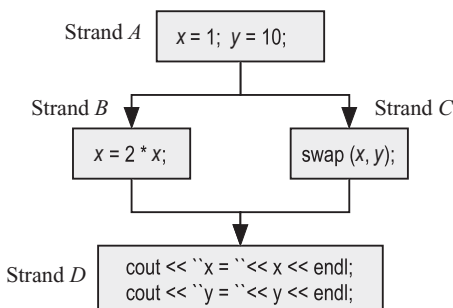 Strand A
x = 1; y = 10;
Strand B
Strand C
x = 2 * x;
swap (x, y);
Strand D
cout << ``x = ``<< x << endl;
cout << ``y = ``<< y << endl;